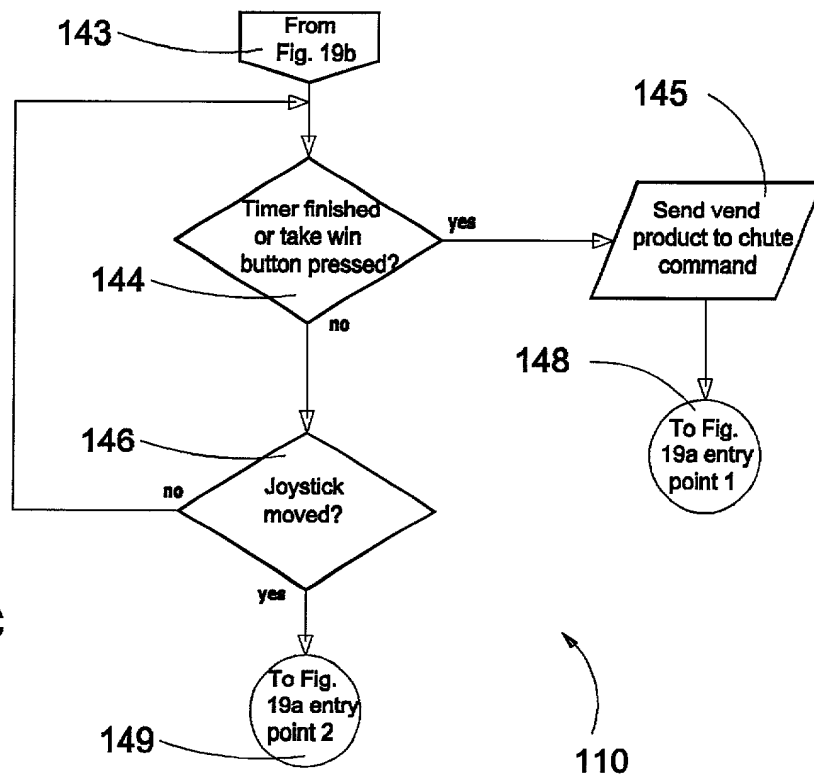 143
From
Fig. 19b
145
Timer finished
or take win
button pressed?
yes
Send vend
product to chute
command
144
no
148
146
To Fig.
19a entry
point 1
no
Joystick
moved?
yes
To Fig.
19a entry
point 2
149
110